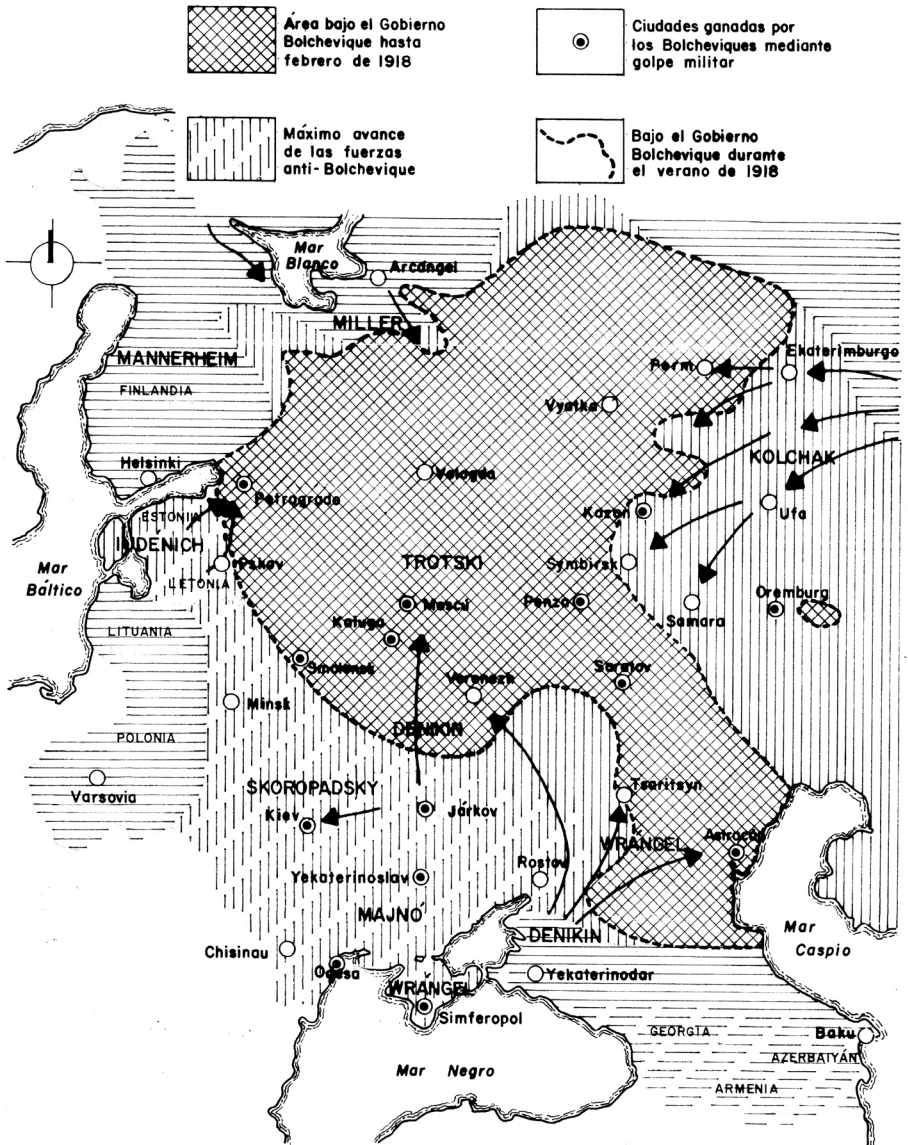 Área bajo el Gobierno
Bolchevique hasta
febrero de 1918
Ciudades ganadas por
los Bolcheviques mediante
golpe militar
Máximo avance
de las fuerzas
anti-Bolchevique
Bajo el Gobierno
Bolchevique durante
el verano de 1918
Mar
Blanco
Arcángel
MILLER
MANNERHEIM
FINLANDIA
Perm
Ekaterimburgo
Vyatka
KOLCHAK
Helsinki
Petrogrado
Vologda
Kazan
Ufa
ESTONIA
IUDENICH
Pskov
LETONIA
Mar
Báltico
TROTSKI
Symbirsk
Moscú
Penza
Samara
Oremburg
Kaluga
LITUANIA
Smolensk
Saratov
Voronezh
Minsk
DENIKIN
POLONIA
Varsovia
SKOROPADSKY
Kiev
Járkov
Tsaritsyn
WRANGEL
Astracán
Yekaterinoslav
Rostov
MAJNÓ
DENIKIN
Mar
Caspio
Chisinau
Odesa
WRANGEL
Yekaterinodar
Simferopol
GEORGIA
Baku
AZERBAIYÁN
ARMENIA
Mar Negro